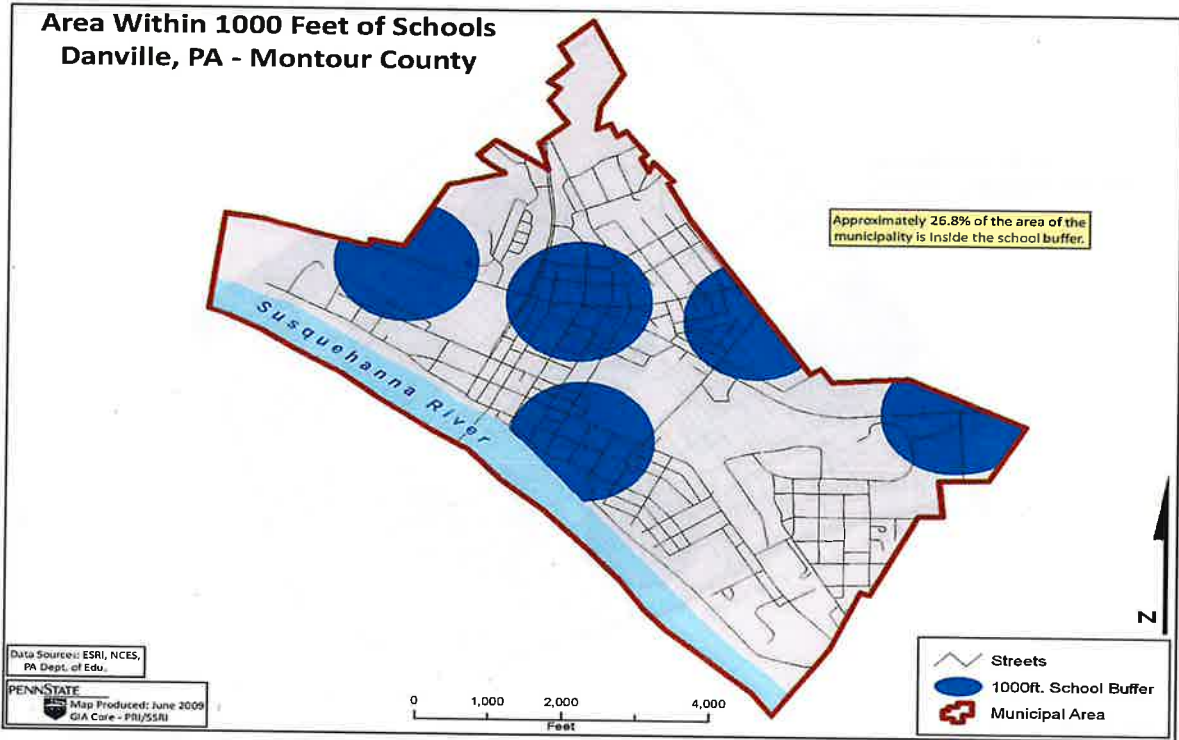 Area Within 1000 Feet of Schools
Danville, PA - Montour County
Approximately 26.8% of the area of the
municipality is inside the school buffer.
Susquehanna River
Data Sources: ESRI, NCES,
PA Dept. of Edu.
PENNSTATE
Map Produced: June 2009
GIA Core - PRI/SSRI
0 1,000 2,000 4,000
Feet
N
Streets
1000ft. School Buffer
Municipal Area